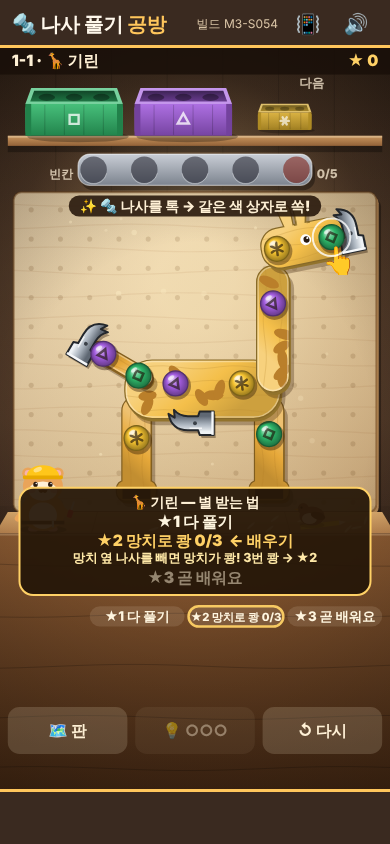 나사 풀기 공방
빌드 M3-S054
1-1 · 기린
★ 0
다음
빈칸
0/5
✨ 🔩 나사를 톡 → 같은 색 상자로 쏙!
🦒 기린 — 별 받는 법
★1 다 풀기
★2 망치로 쾅 0/3 ← 배우기
망치 옆 나사를 빼면 망치가 쾅! 3번 쾅 → ★2
★3 곧 배워요
★1 다 풀기
★2 망치로 쾅 0/3
★3 곧 배워요
🗺️ 판
💡 ○○○
↺ 다시